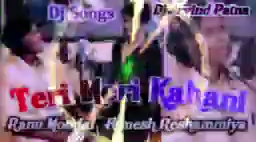 Dj Songs
Dj Arvind Patna
Teri Meri Kahani
Ranu Mondal Himesh Reshammiya